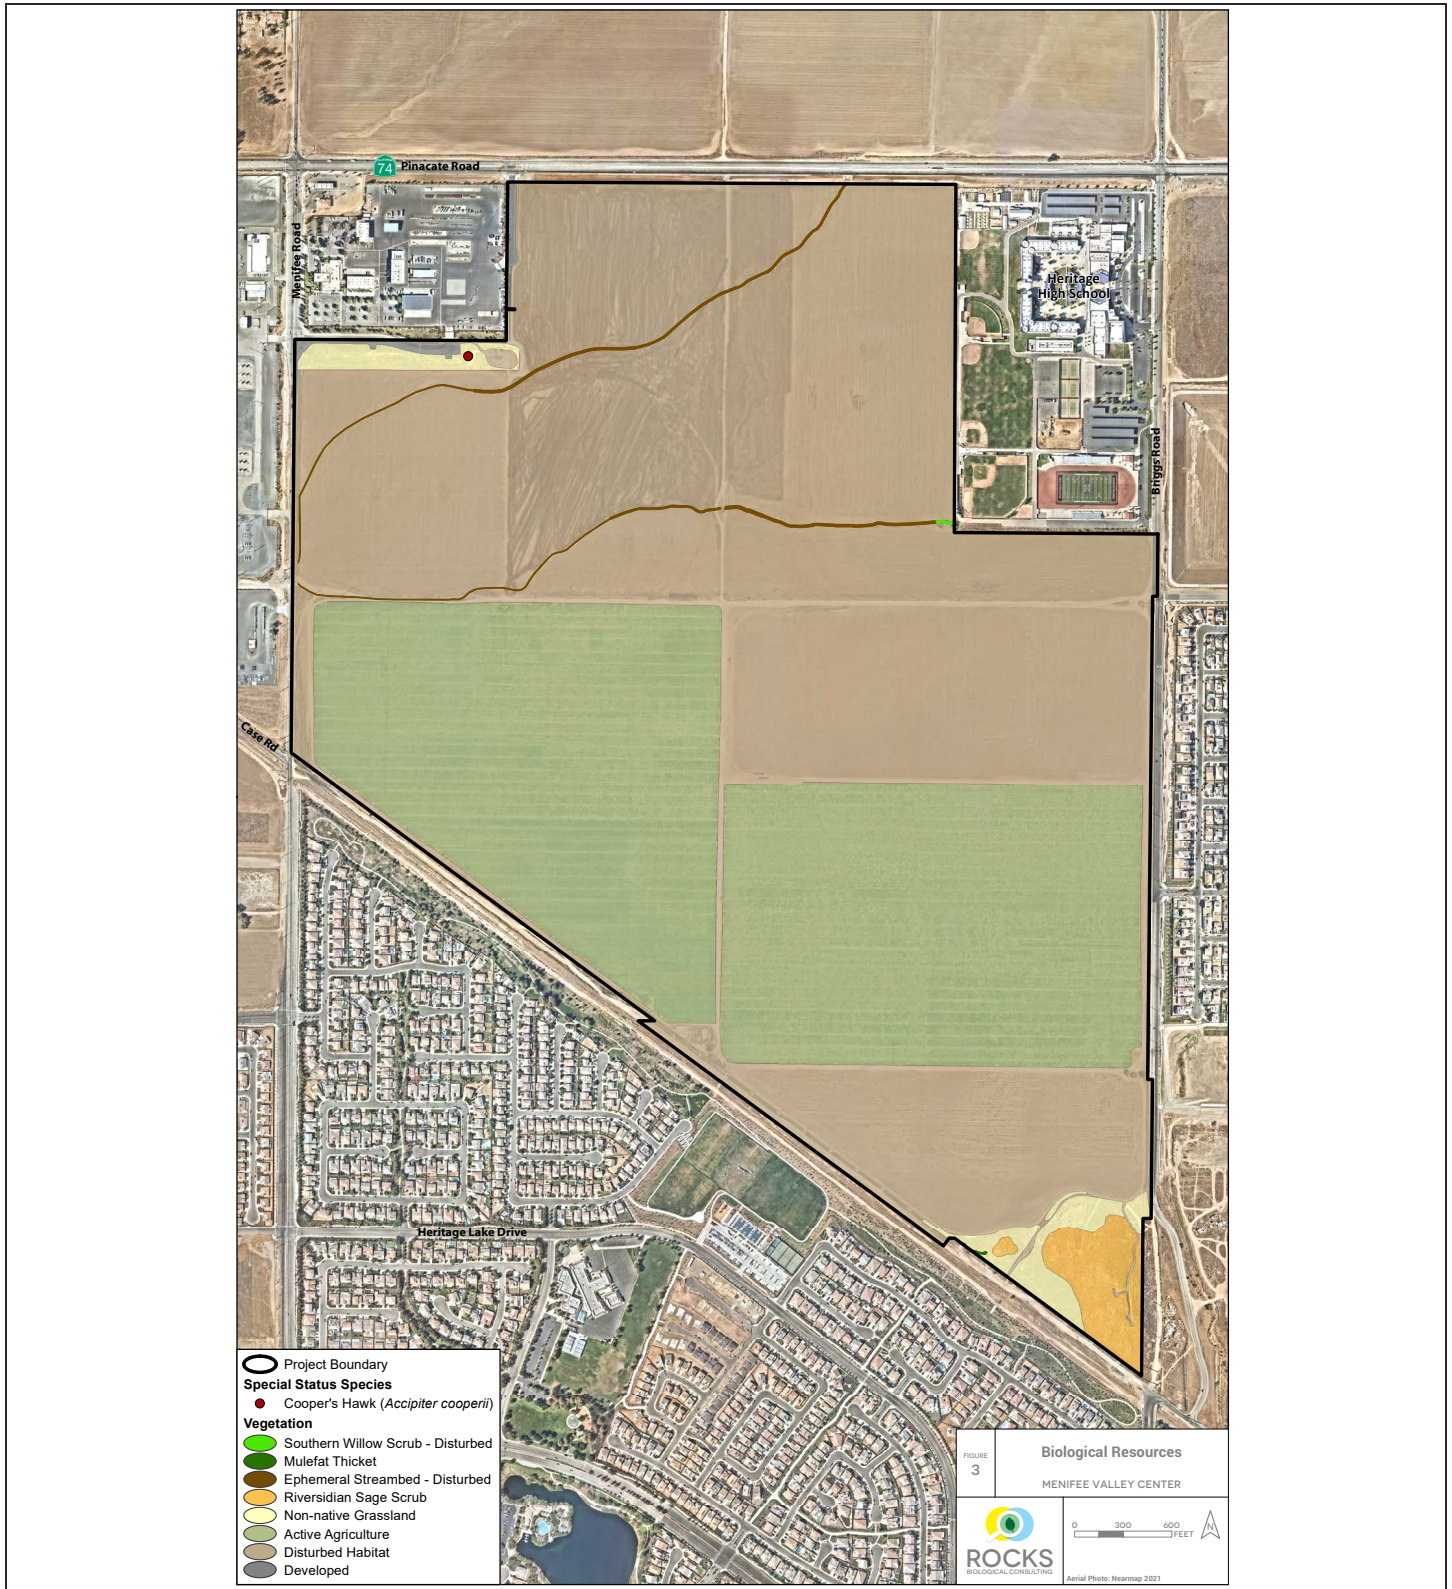 74 Pinacate Road
Menifee Road
Heritage
High School
Briggs Road
Case Rd
Heritage Lake Drive
Project Boundary
Special Status Species
Cooper's Hawk (Accipiter cooperii)
Vegetation
Southern Willow Scrub - Disturbed
Mulefat Thicket
Ephemeral Streambed - Disturbed
Riversidian Sage Scrub
Non-native Grassland
Active Agriculture
Disturbed Habitat
Developed
FIGURE
3
Biological Resources
MENIFEE VALLEY CENTER
ROCKS
BIOLOGICAL CONSULTING
0 300 600
FEET
N
Aerial Photo: Nearmap 2021